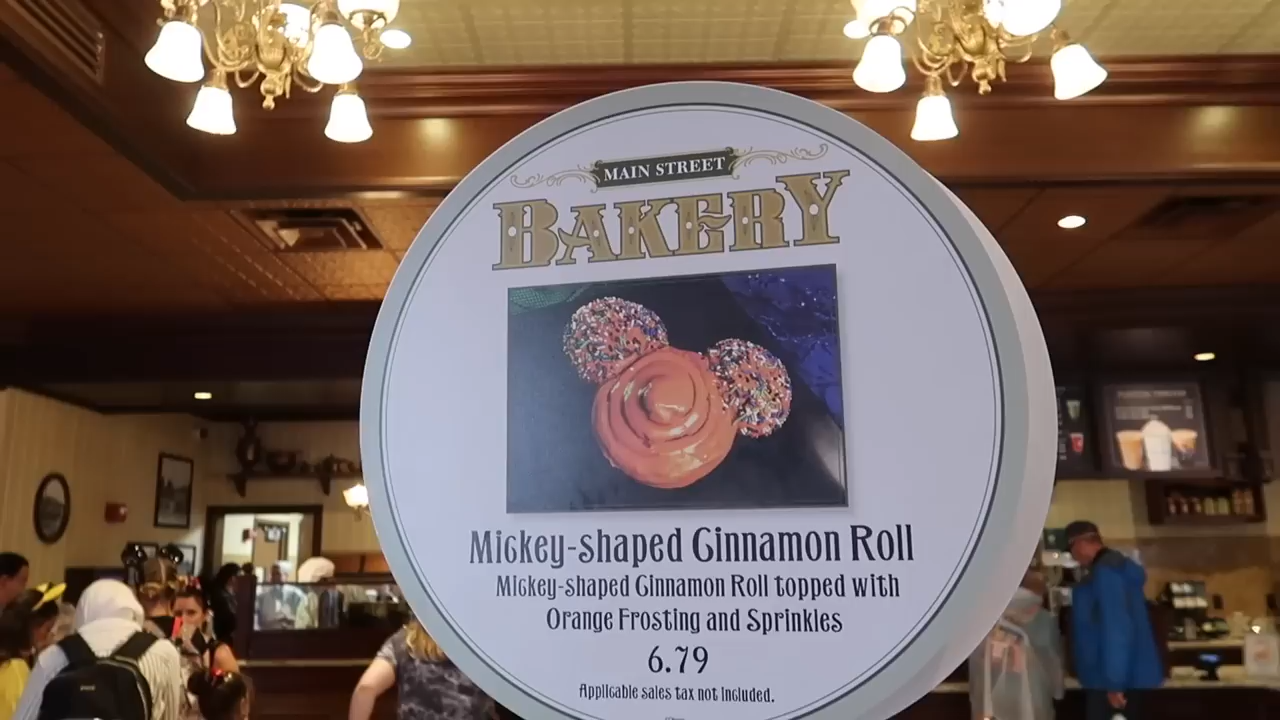 MAIN STREET
BAKERY
Mickey-shaped Cinnamon Roll
Mickey-shaped Cinnamon Roll topped with
Orange Frosting and Sprinkles
6.79
Applicable sales tax not included.